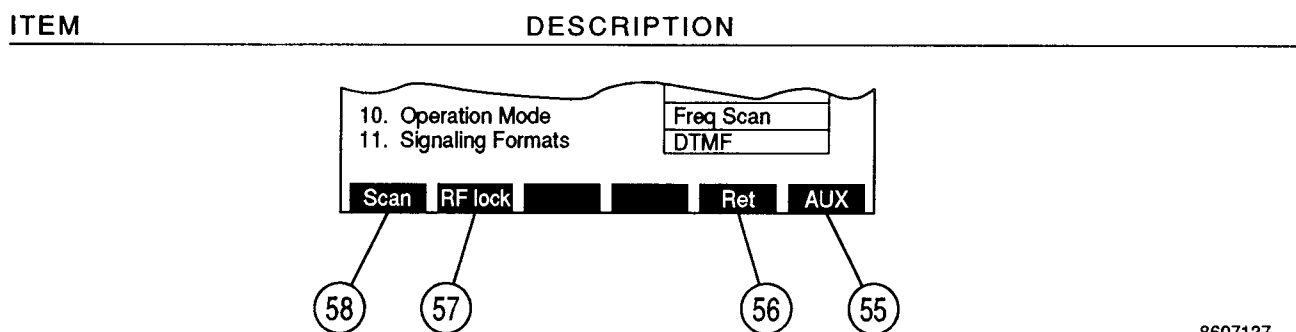 ITEM DESCRIPTION
10. Operation Mode Freq Scan
11. Signaling Formats DTMF
Scan RF lock Ret AUX
58 57 56 55
8607127